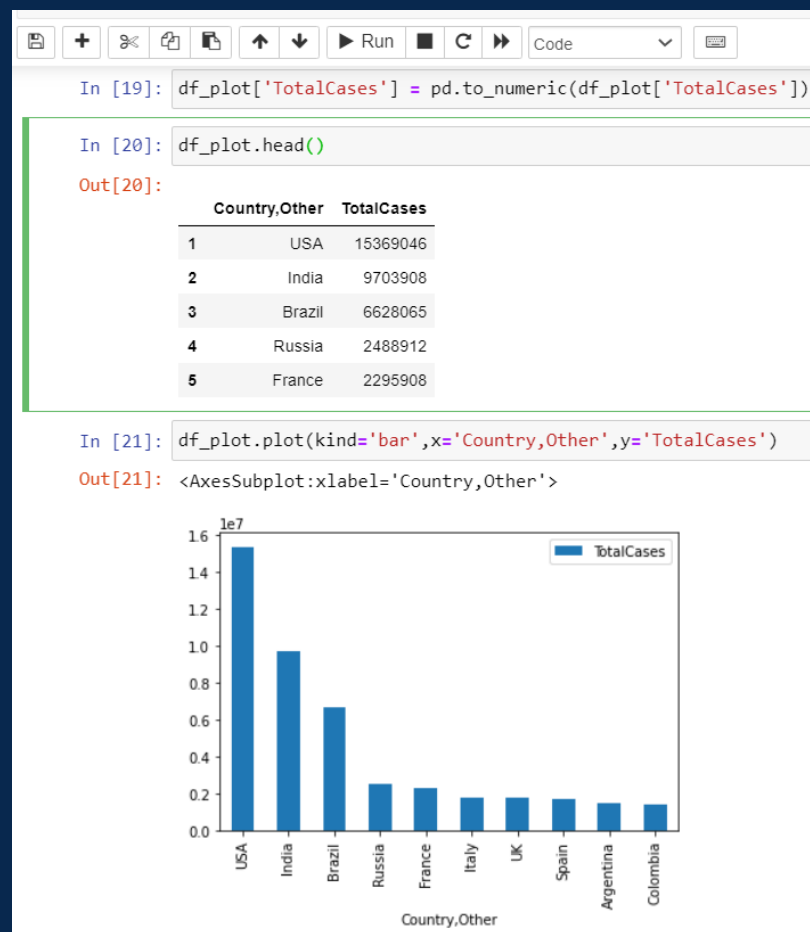 Run
Code
In [19]: df_plot['TotalCases'] = pd.to_numeric(df_plot['TotalCases'])
In [20]: df_plot.head()
Out[20]:
Country,Other TotalCases
1 USA 15369046
2 India 9703908
3 Brazil 6628065
4 Russia 2488912
5 France 2295908
In [21]: df_plot.plot(kind='bar',x='Country,Other',y='TotalCases')
Out[21]: <AxesSubplot:xlabel='Country,Other'>
1e7
1.6
TotalCases
1.4
1.2
1.0
0.8
0.6
0.4
0.2
0.0
USA India Brazil Russia France Italy UK Spain Argentina Colombia
Country,Other